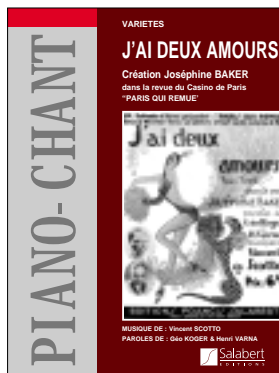 PIANO-CHANT
VARIETES
J'AI DEUX AMOURS
Création Joséphine BAKER
dans la revue du Casino de Paris
"PARIS QUI REMUE'
J'ai deux
amours
MUSIQUE DE : Vincent SCOTTO
PAROLES DE : Géo KOGER & Henri VARNA
Salabert
EDITIONS